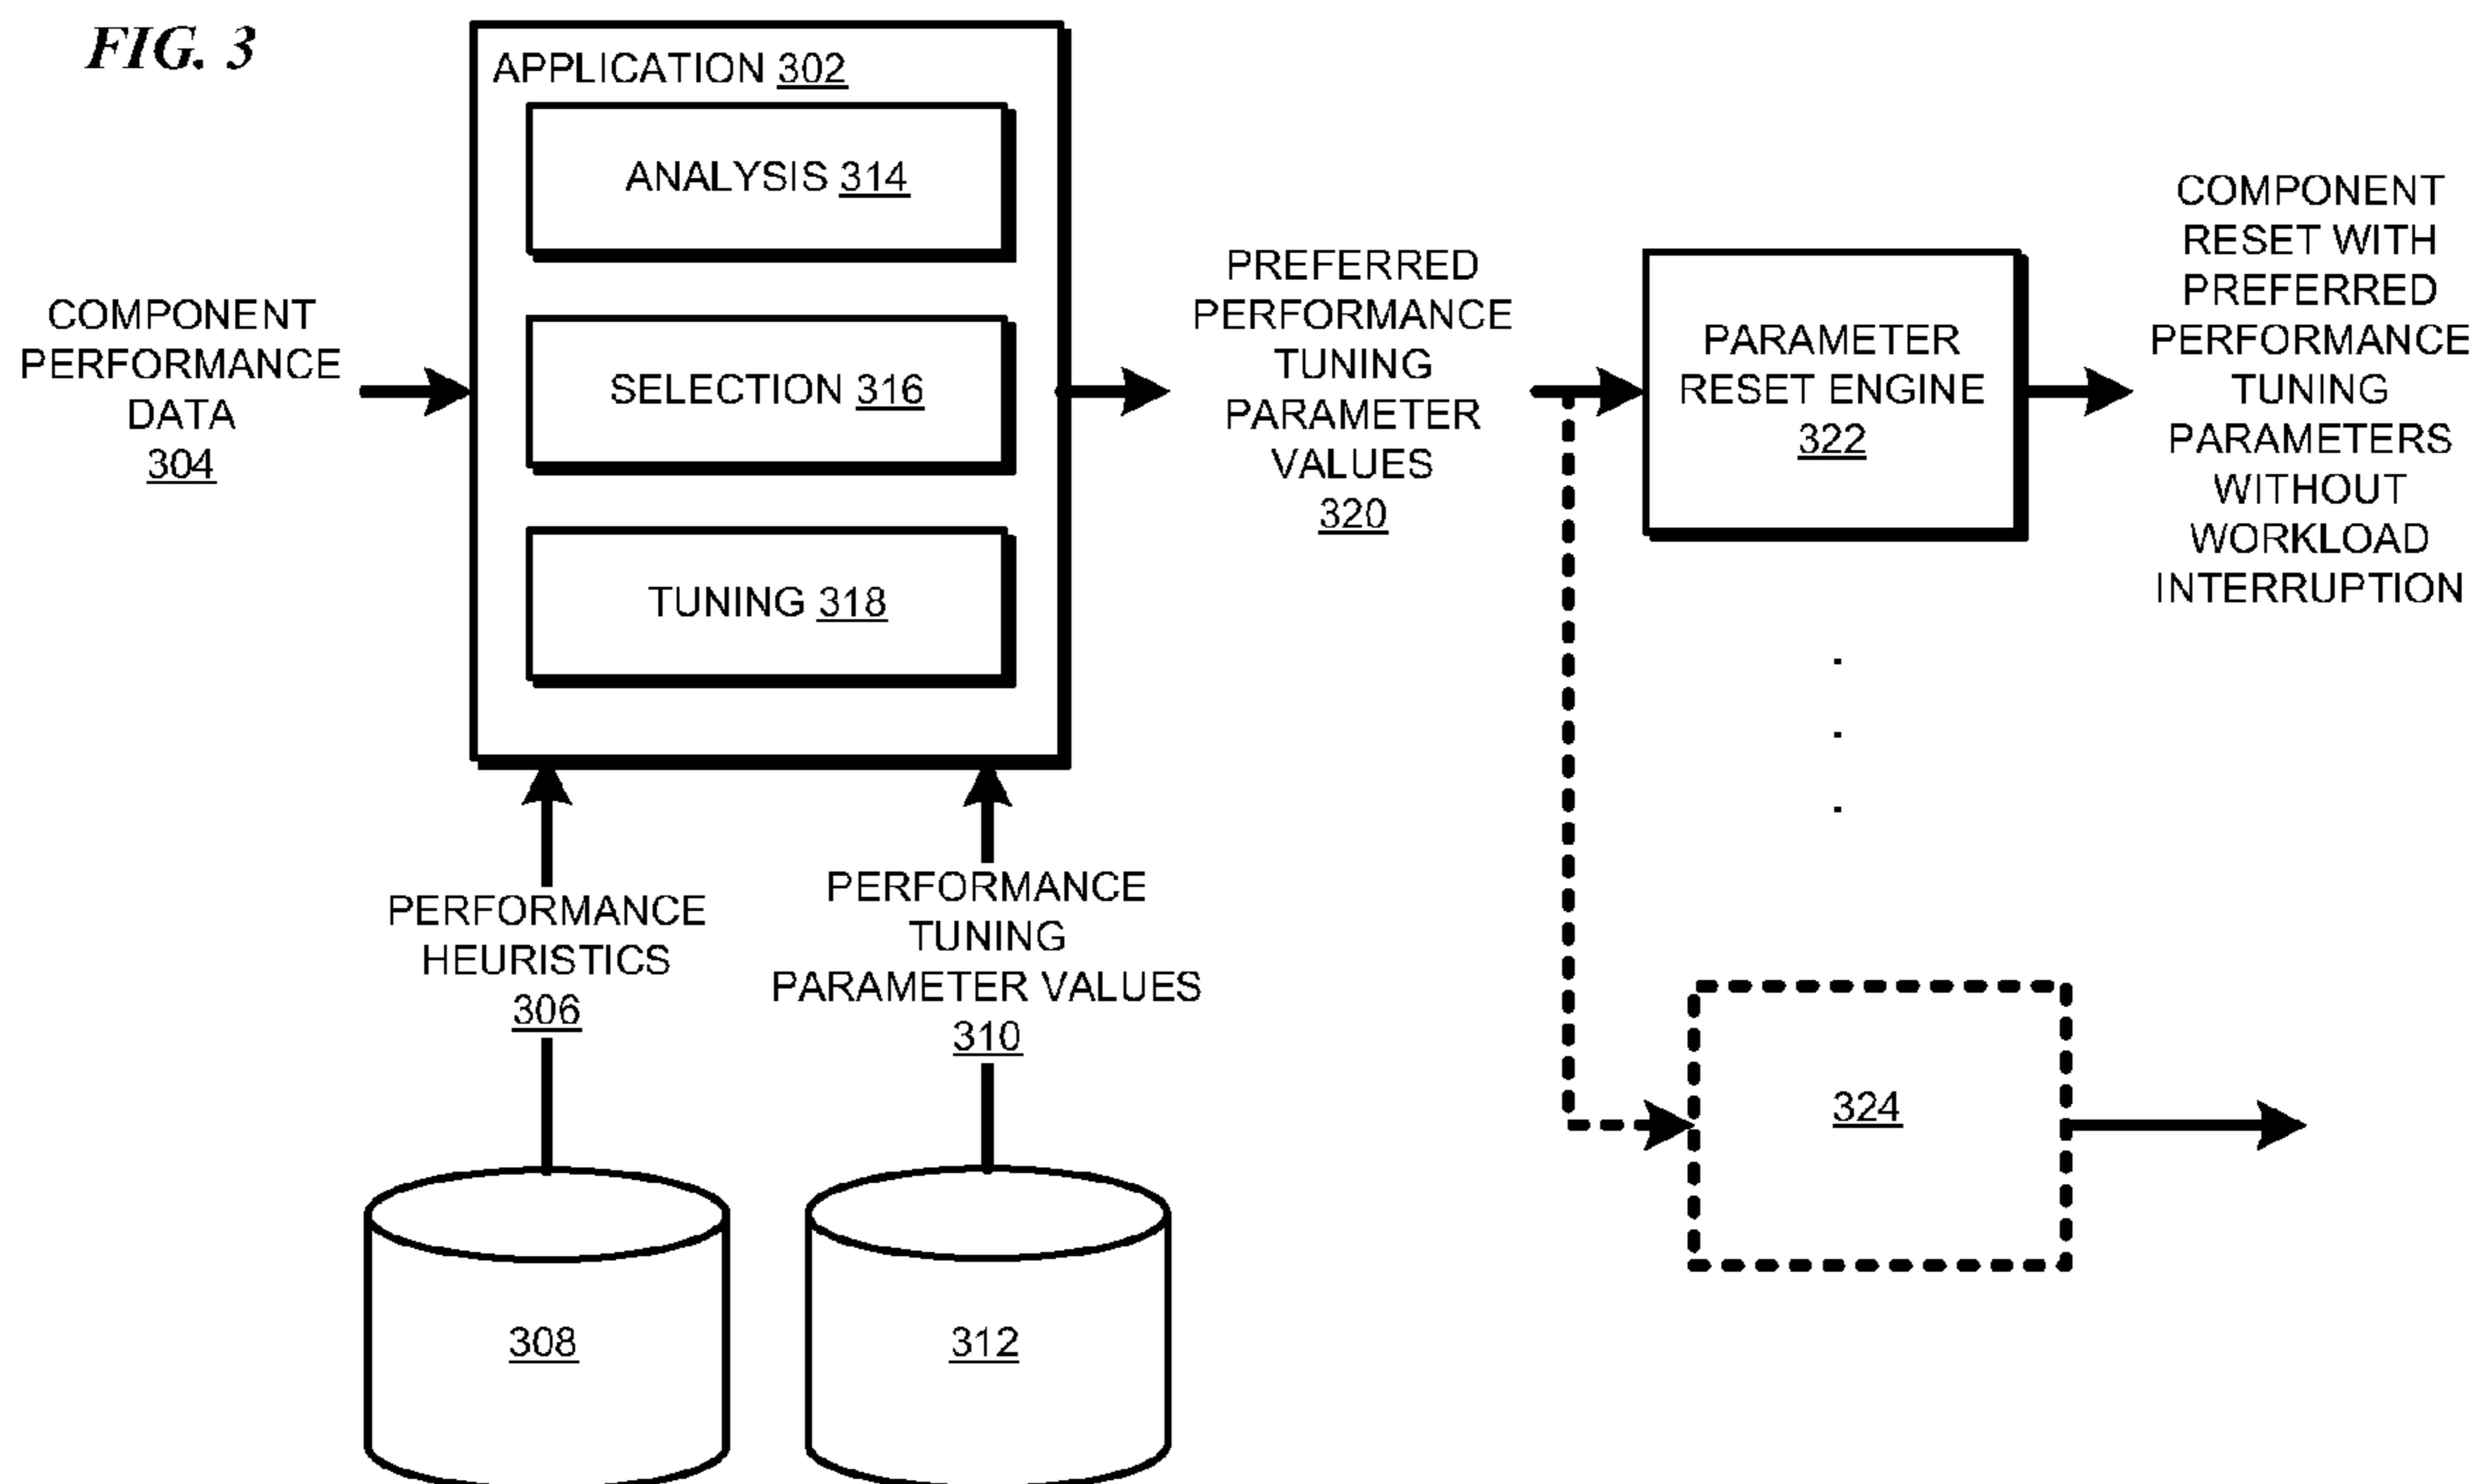 FIG. 3
APPLICATION 302
ANALYSIS 314
SELECTION 316
TUNING 318
COMPONENT
PERFORMANCE
DATA
304
PREFERRED
PERFORMANCE
TUNING
PARAMETER
VALUES
320
PARAMETER
RESET ENGINE
322
COMPONENT
RESET WITH
PREFERRED
PERFORMANCE
TUNING
PARAMETERS
WITHOUT
WORKLOAD
INTERRUPTION
PERFORMANCE
HEURISTICS
306
PERFORMANCE
TUNING
PARAMETER VALUES
310
324
308
312